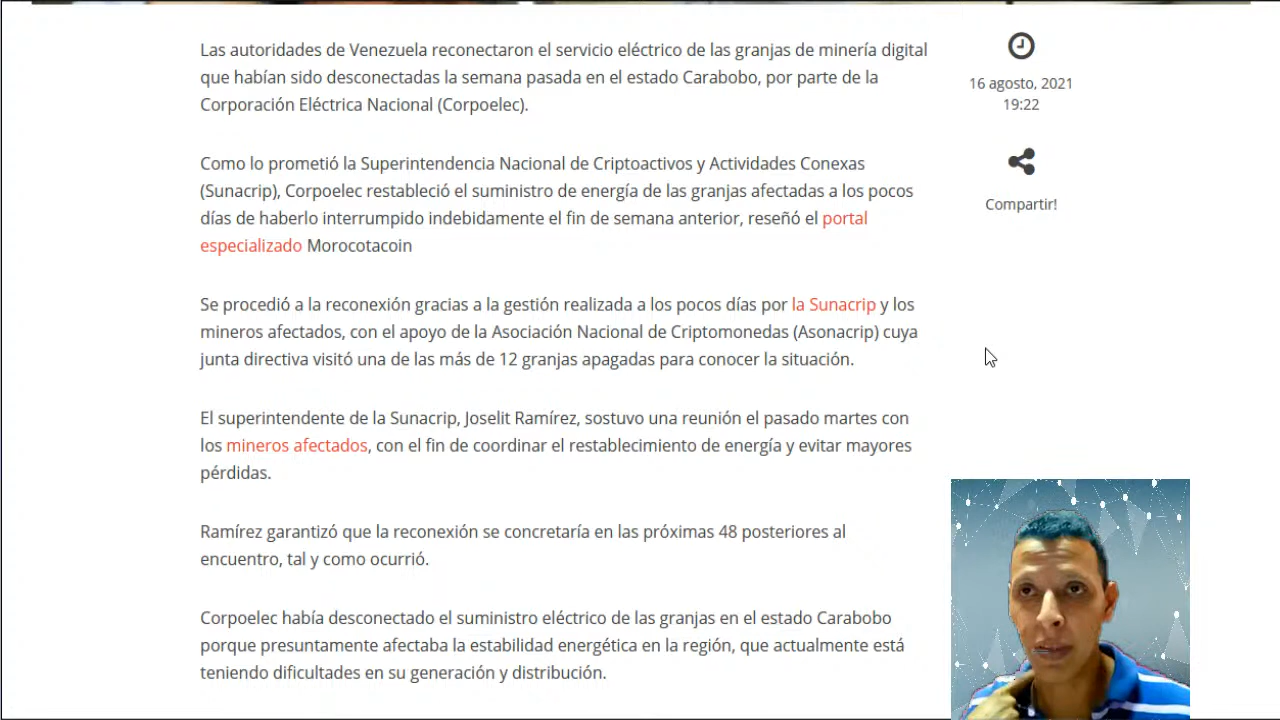 Las autoridades de Venezuela reconectaron el servicio eléctrico de las granjas de minería digital
que habían sido desconectadas la semana pasada en el estado Carabobo, por parte de la
Corporación Eléctrica Nacional (Corpoelec).
Como lo prometió la Superintendencia Nacional de Criptoactivos y Actividades Conexas
(Sunacrip), Corpoelec restableció el suministro de energía de las granjas afectadas a los pocos
días de haberlo interrumpido indebidamente el fin de semana anterior, reseñó el portal
especializado Morocotacoin
Se procedió a la reconexión gracias a la gestión realizada a los pocos días por la Sunacrip y los
mineros afectados, con el apoyo de la Asociación Nacional de Criptomonedas (Asonacrip) cuya
junta directiva visitó una de las más de 12 granjas apagadas para conocer la situación.
El superintendente de la Sunacrip, Joselit Ramírez, sostuvo una reunión el pasado martes con
los mineros afectados, con el fin de coordinar el restablecimiento de energía y evitar mayores
pérdidas.
Ramírez garantizó que la reconexión se concretaría en las próximas 48 posteriores al
encuentro, tal y como ocurrió.
Corpoelec había desconectado el suministro eléctrico de las granjas en el estado Carabobo
porque presuntamente afectaba la estabilidad energética en la región, que actualmente está
teniendo dificultades en su generación y distribución.
16 agosto, 2021
19:22
Compartir!